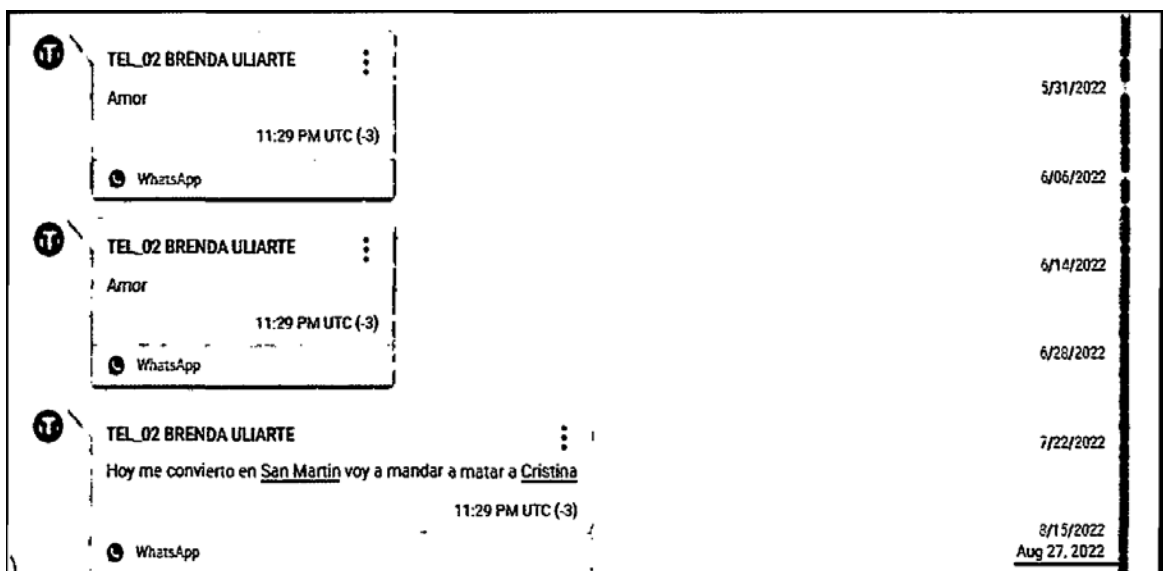 TEL_02 BRENDA ULIARTE
Amor
11:29 PM UTC (-3)
WhatsApp
TEL_02 BRENDA ULIARTE
Amor
11:29 PM UTC (-3)
WhatsApp
TEL_02 BRENDA ULIARTE
Hoy me convierto en San Martin voy a mandar a matar a Cristina
11:29 PM UTC (-3)
WhatsApp
5/31/2022
6/06/2022
6/14/2022
6/28/2022
7/22/2022
8/15/2022
Aug 27, 2022